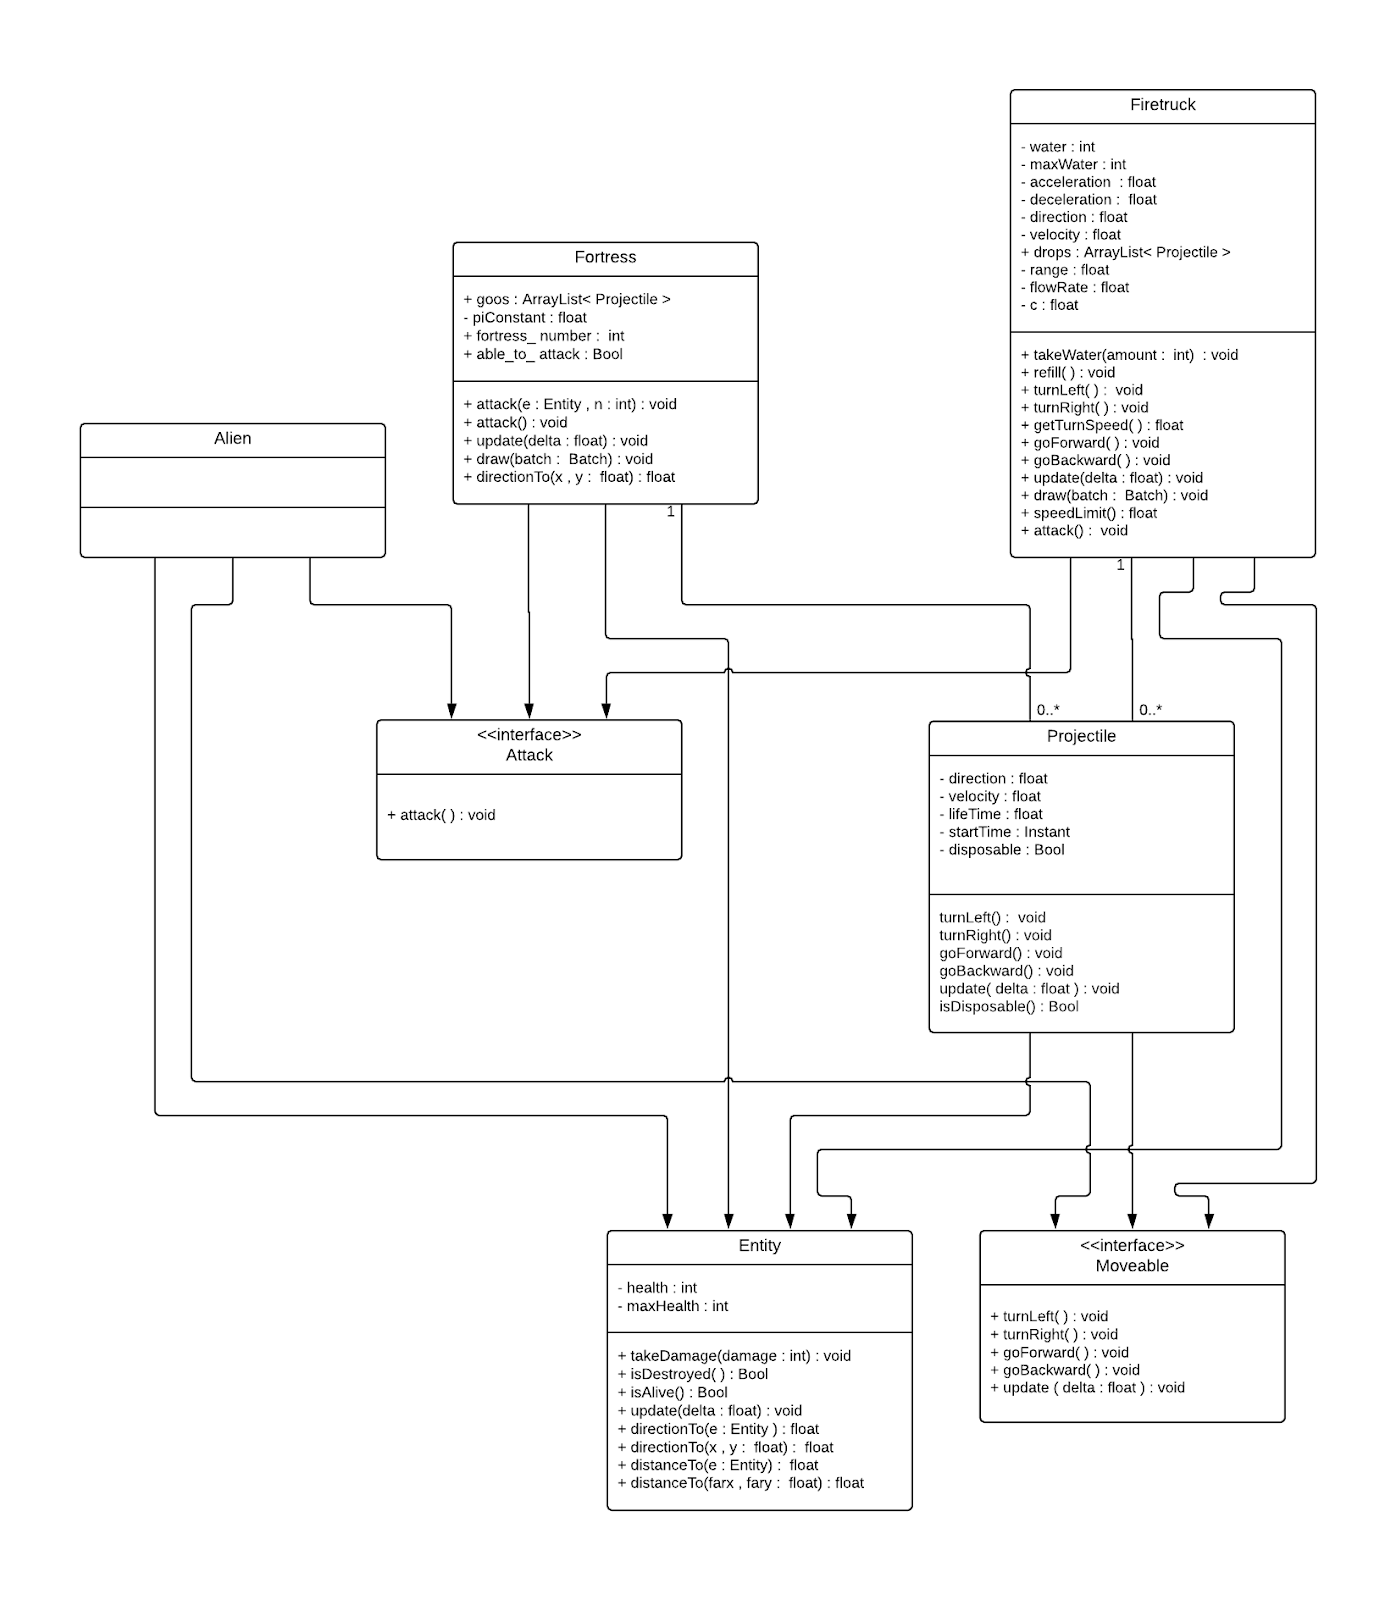 Firetruck
- water : int
- maxWater : int
- acceleration  : float
- deceleration :  float
- direction : float
- velocity : float
+ drops : ArrayList< Projectile >
- range : float
- flowRate : float
- c : float
+ takeWater(amount :  int)  : void
+ refill( ) : void
+ turnLeft( ) :  void
+ turnRight( ) : void
+ getTurnSpeed( ) : float
+ goForward( ) : void
+ goBackward( ) : void
+ update(delta : float) : void
+ draw(batch :  Batch) : void
+ speedLimit() : float
+ attack() :  void
1
Fortress
+ goos : ArrayList< Projectile >
- piConstant : float
+ fortress_ number :  int
+ able_to_ attack : Bool
+ attack(e : Entity , n : int) : void
+ attack() : void
+ update(delta : float) : void
+ draw(batch :  Batch) : void
+ directionTo(x , y :  float) : float
1
Alien
<<interface>>
Attack
+ attack( ) : void
0..*
0..*
Projectile
- direction : float
- velocity : float
- lifeTime : float
- startTime : Instant
- disposable : Bool
turnLeft() :  void
turnRight() : void
goForward() : void
goBackward() : void
update( delta : float ) : void
isDisposable() : Bool
Entity
- health : int
- maxHealth : int
+ takeDamage(damage : int) : void
+ isDestroyed( ) : Bool
+ isAlive() : Bool
+ update(delta : float) : void
+ directionTo(e : Entity ) : float
+ directionTo(x , y :  float) :  float
+ distanceTo(e : Entity) :  float
+ distanceTo(farx , fary :  float) : float
<<interface>>
Moveable
+ turnLeft( ) : void
+ turnRight( ) : void
+ goForward( ) : void
+ goBackward( ) : void
+ update ( delta : float ) : void